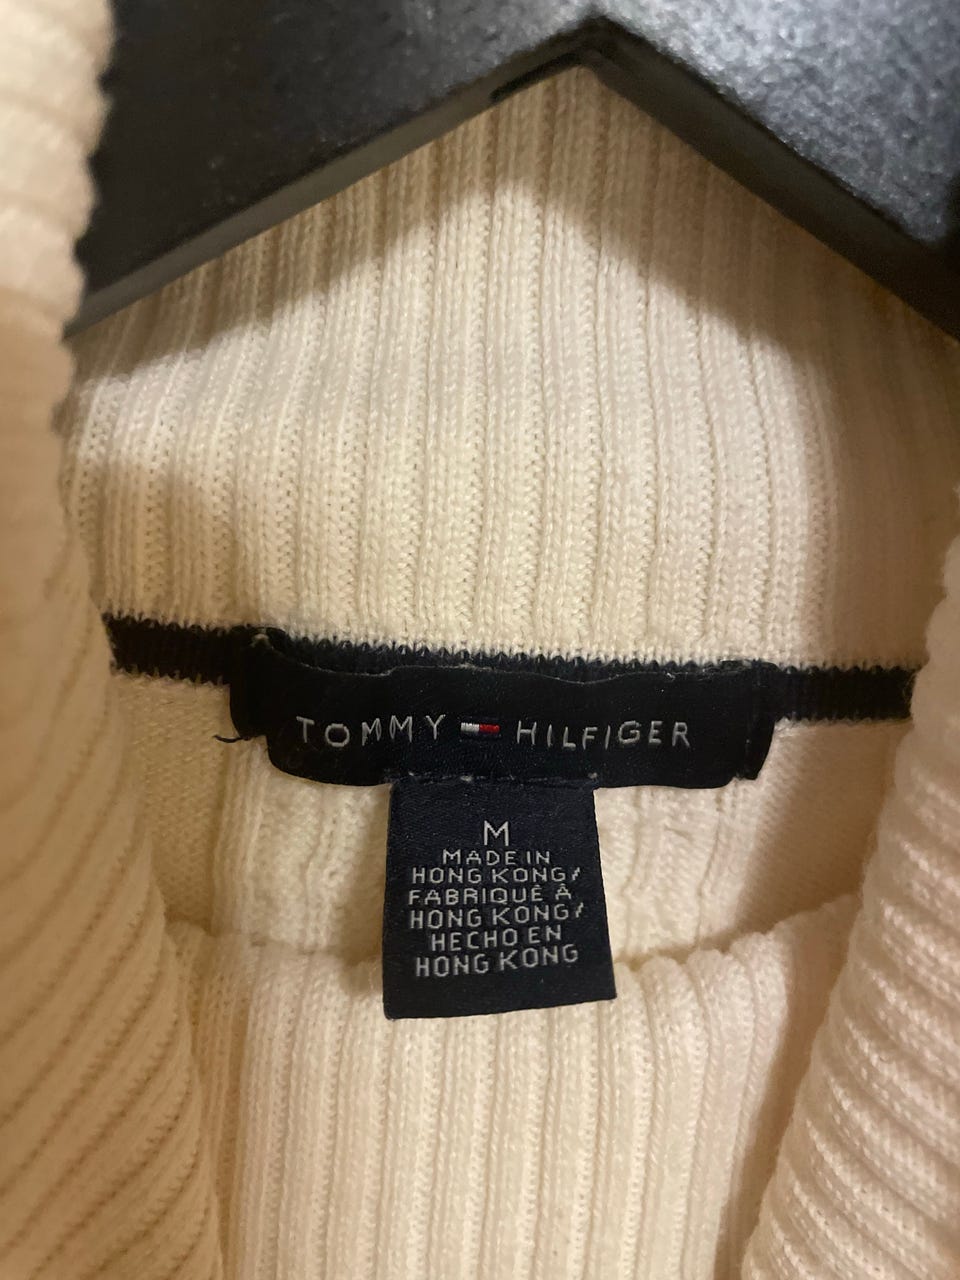 TOMMY HILFIGER
M
MADE IN
HONG KONG/
FABRIQUÉ À
HONG KONG/
HECHO EN
HONG KONG